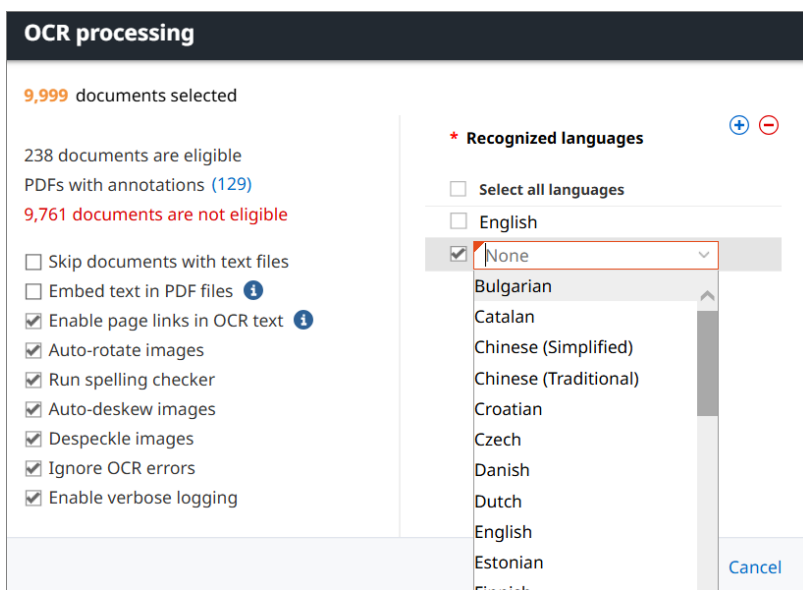 OCR processing
9,999 documents selected
238 documents are eligible
PDFs with annotations (129)
9,761 documents are not eligible
Skip documents with text files
Embed text in PDF files
Enable page links in OCR text
Auto-rotate images
Run spelling checker
Auto-deskew images
Despeckle images
Ignore OCR errors
Enable verbose logging
* Recognized languages
Select all languages
English
None
Bulgarian
Catalan
Chinese (Simplified)
Chinese (Traditional)
Croatian
Czech
Danish
Dutch
English
Estonian
Cancel